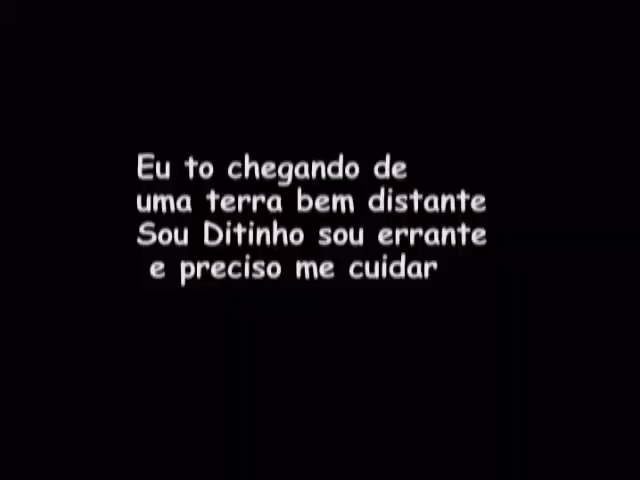 Eu to chegando de
uma terra bem distante
Sou Ditinho sou errante
e preciso me cuidar